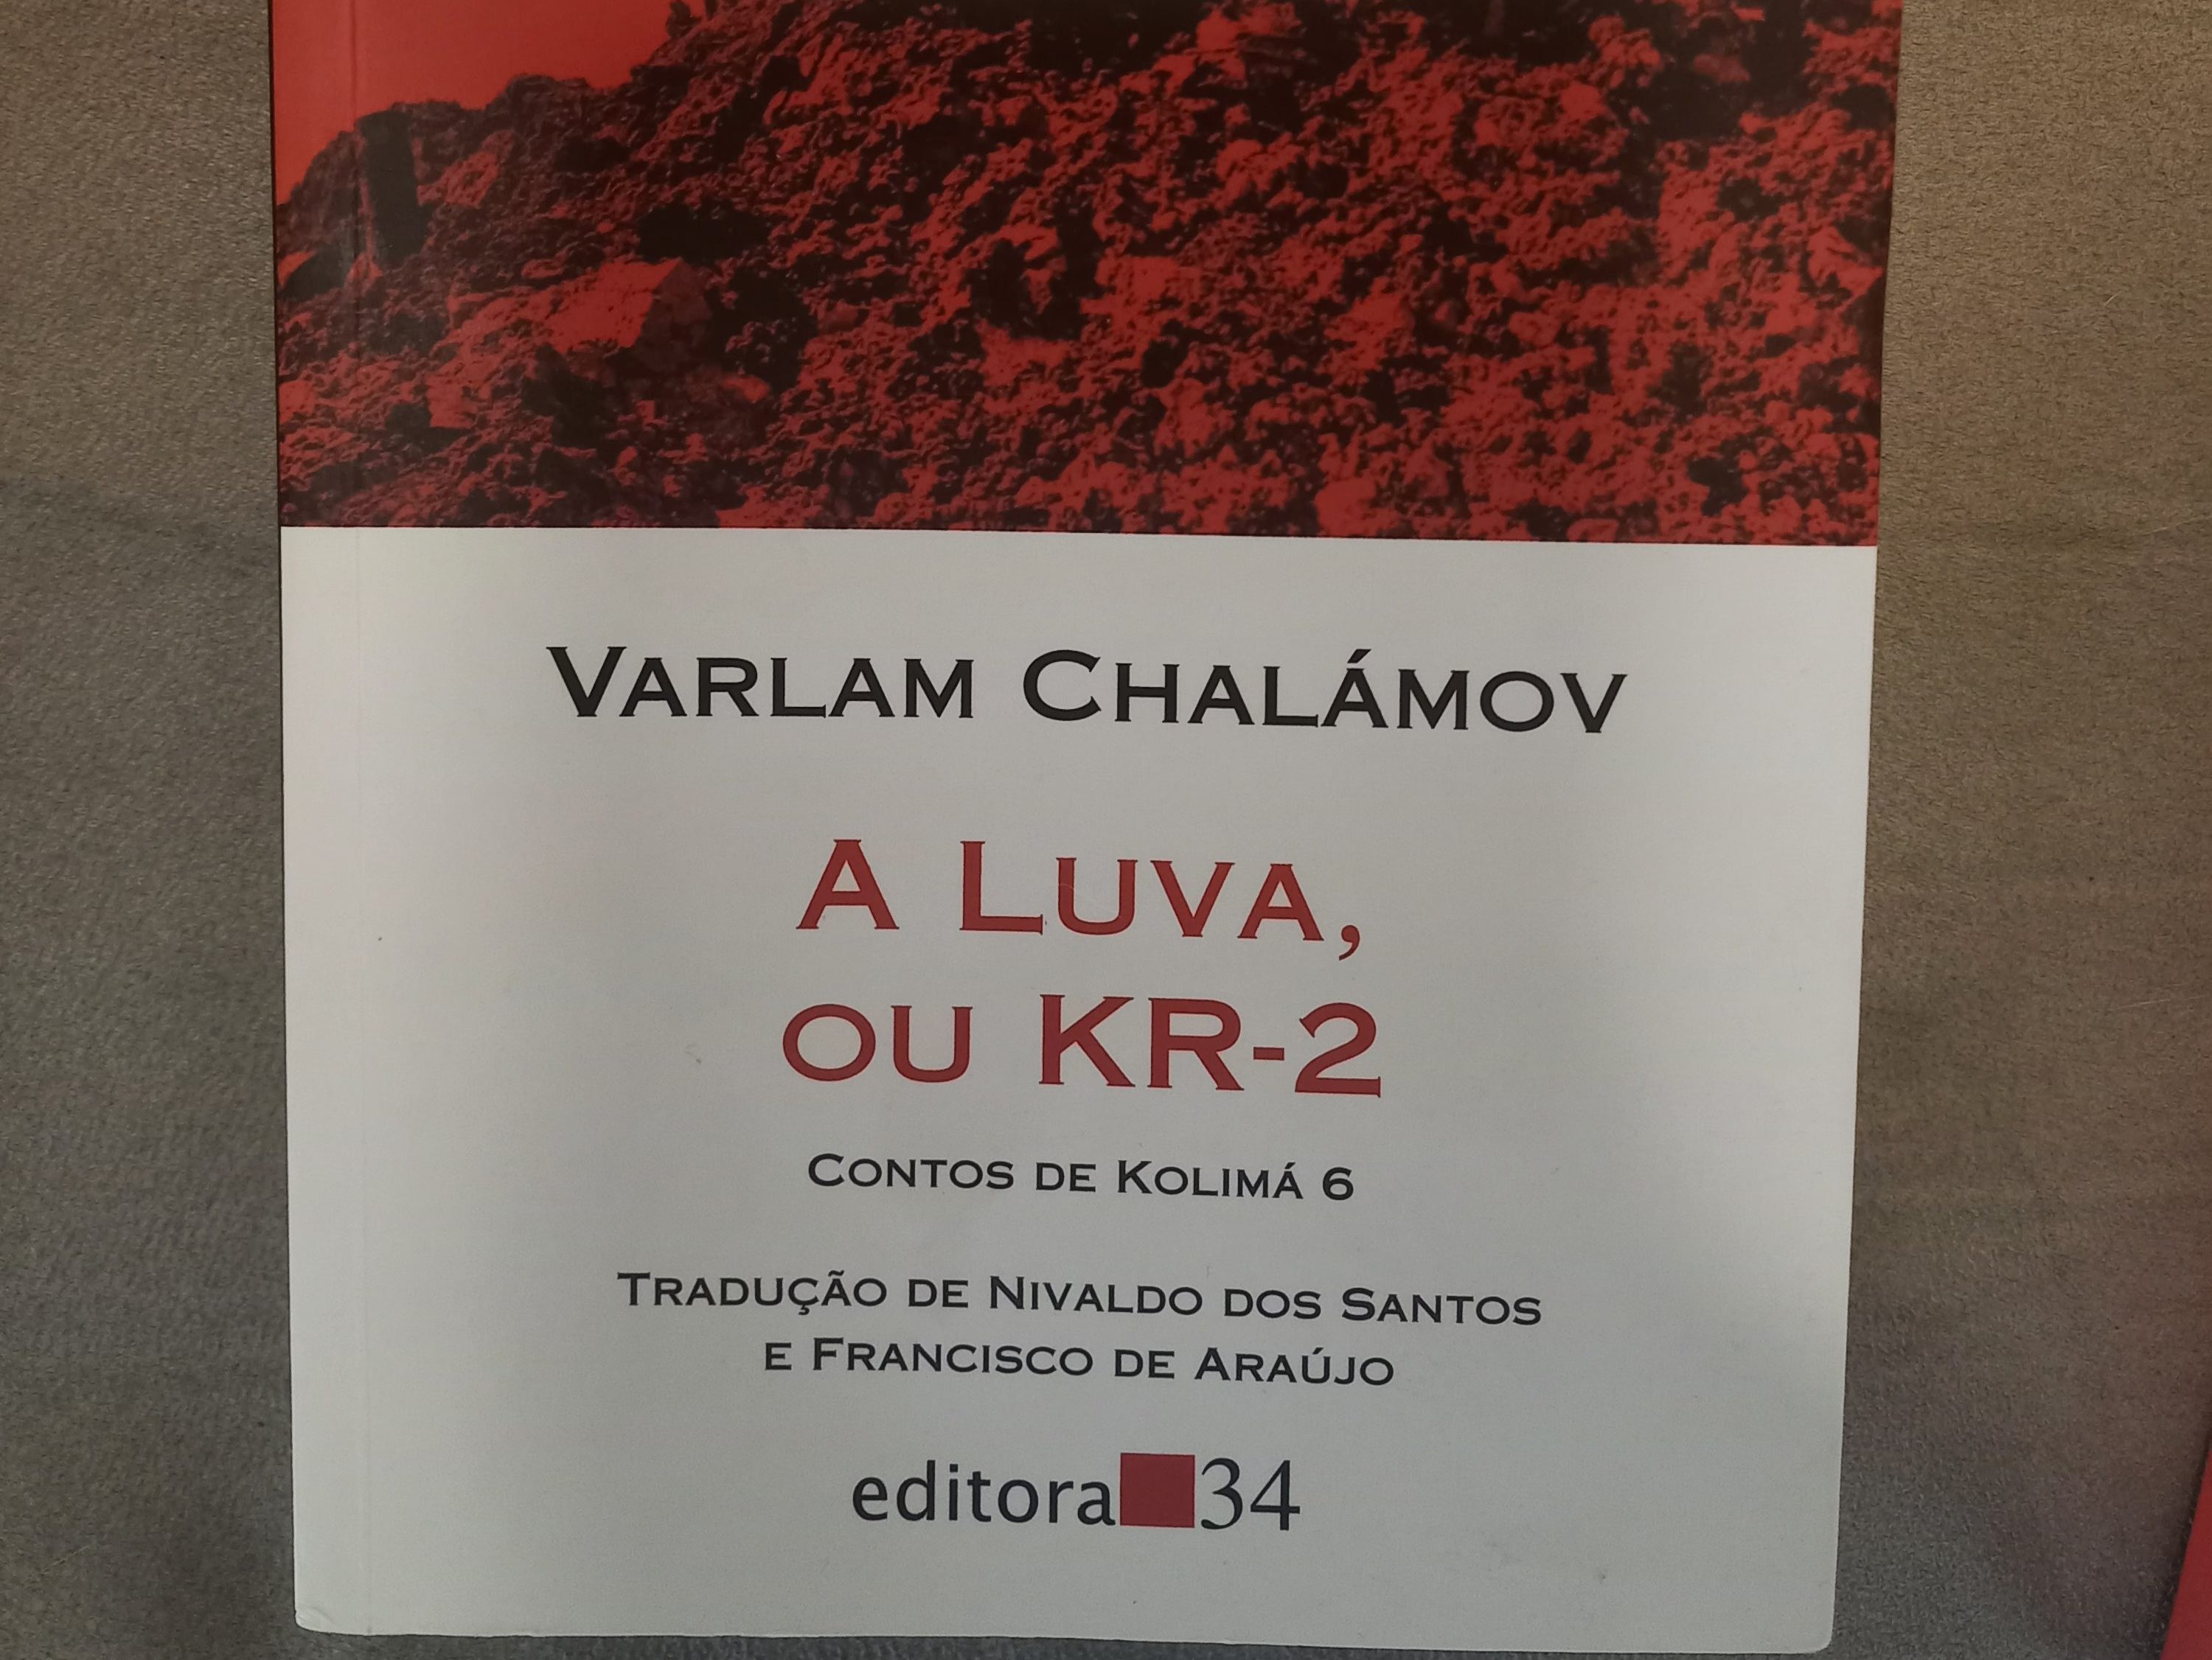 Varlam Chalámov
A Luva,
ou KR-2
Contos de Kolimá 6
Tradução de Nivaldo dos Santos
e Francisco de Araújo
editora 34